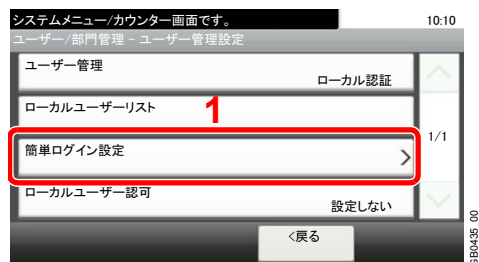 システムメニュー/カウンター画面です。
10:10
ユーザー/部門管理 - ユーザー管理設定
ユーザー管理
ローカル認証
ローカルユーザーリスト
1
1/1
簡単ログイン設定
ローカルユーザー認可
設定しない
<戻る
GB0435_00